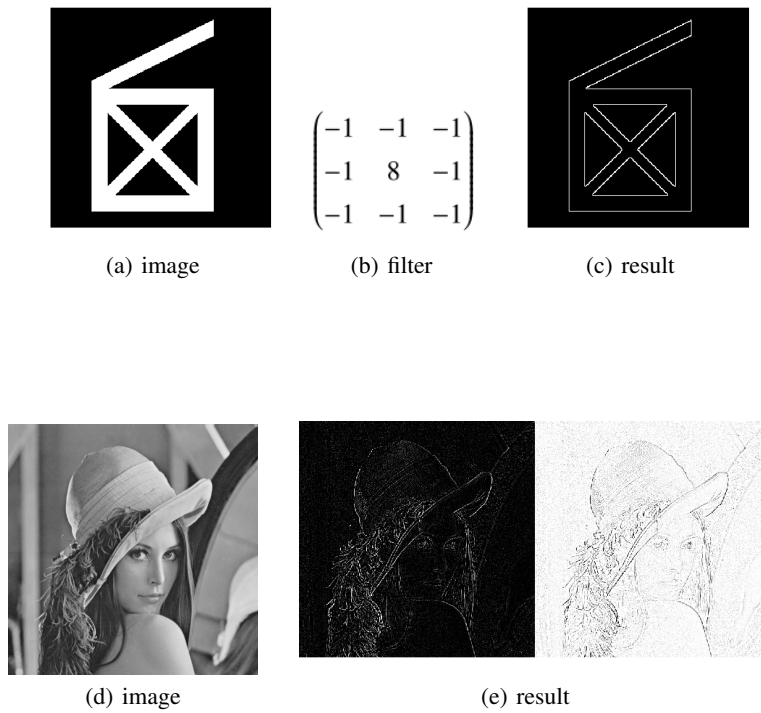 −1 −1 −1
−1 8 −1
−1 −1 −1
(a) image
(b) filter
(c) result
(d) image
(e) result